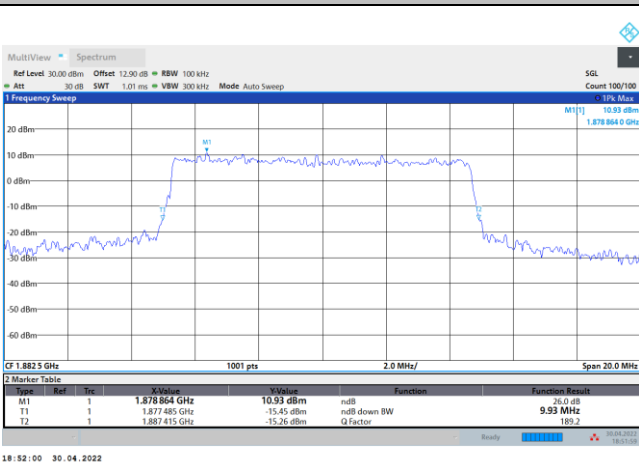 MultiView Spectrum
Ref Level 30.00 dBm Offset 12.90 dB RBW 100 kHz SGL
Att 30 dB SWT 1.01 ms VBW 300 kHz Mode Auto Sweep Count 100/100
1 Frequency Sweep 1Pk Max
M1[1] 10.93 dBm
1.878 864 0 GHz
20 dBm
M1
10 dBm
0 dBm
-10 dBm
T1 T2
-20 dBm
-30 dBm
-40 dBm
-50 dBm
-60 dBm
CF 1.882 5 GHz 1001 pts 2.0 MHz/ Span 20.0 MHz
2 Marker Table
Type Ref Trc X-Value Y-Value Function Function Result
M1 1 1.878 864 GHz 10.93 dBm ndB 26.0 dB
T1 1 1.877 485 GHz -15.45 dBm ndB down BW 9.93 MHz
T2 1 1.887 415 GHz -15.26 dBm Q Factor 189.2
Ready 30.04.2022
18:51:59
18:52:00 30.04.2022